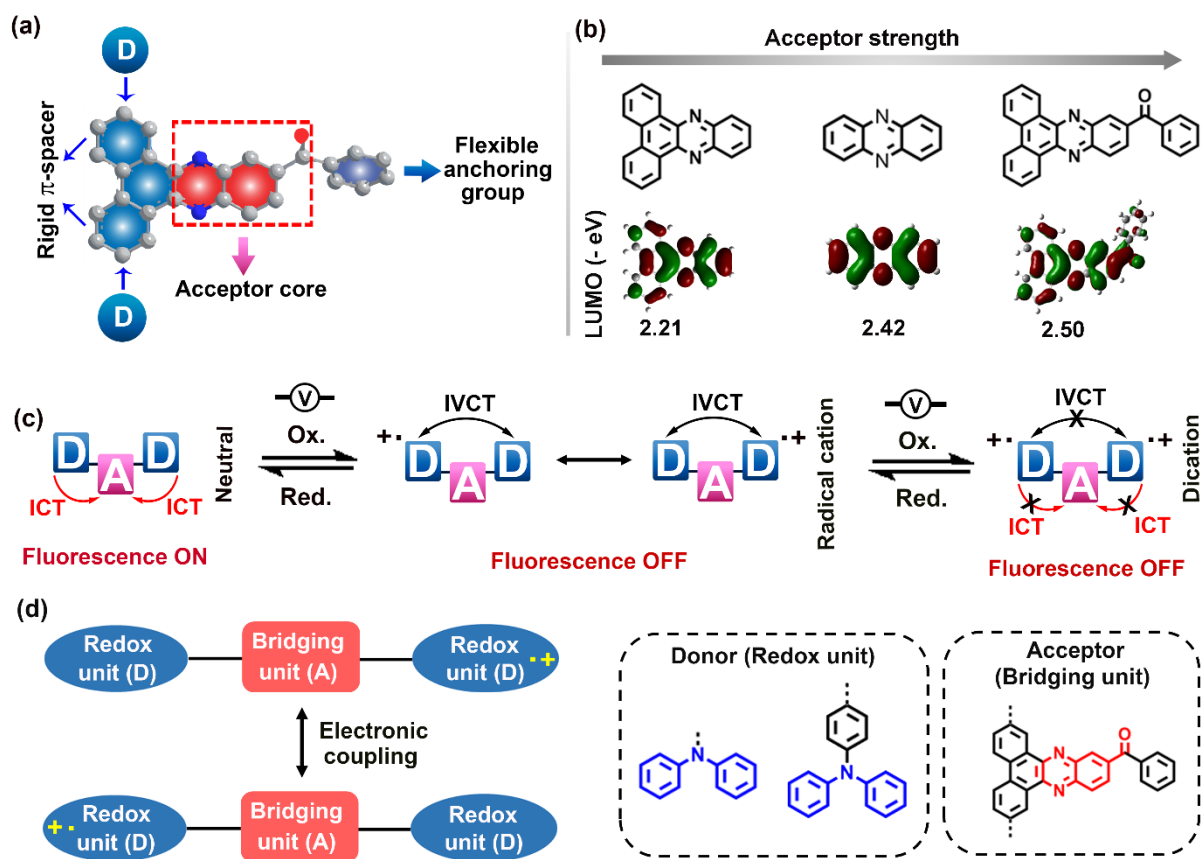 (a)
D
Rigid π-spacer
D
Flexible
anchoring
group
Acceptor core
(b)
Acceptor strength
N
N
N
N
N
N
O
LUMO (- eV)
2.21
2.42
2.50
(c)
D
D
A
ICT
ICT
Neutral
Fluorescence ON
V
Ox.
Red.
IVCT
+·
D
D
A
IVCT
D
D
·+
A
Radical cation
Fluorescence OFF
V
Ox.
Red.
IVCT
X
+·
D
D
·+
A
X
X
ICT
ICT
Dication
Fluorescence OFF
(d)
Redox
unit (D)
Bridging
unit (A)
Redox
unit (D) ·+
Electronic
coupling
Redox
+· unit (D)
Bridging
unit (A)
Redox
unit (D)
Donor (Redox unit)
N
N
Acceptor
(Bridging unit)
N
N
O